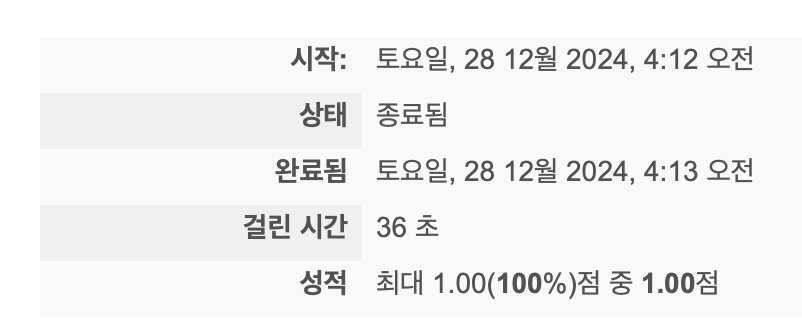 시작: 토요일, 28 12월 2024, 4:12 오전
상태 종료됨
완료됨 토요일, 28 12월 2024, 4:13 오전
걸린 시간 36 초
성적 최대 1.00(100%)점 중 1.00점